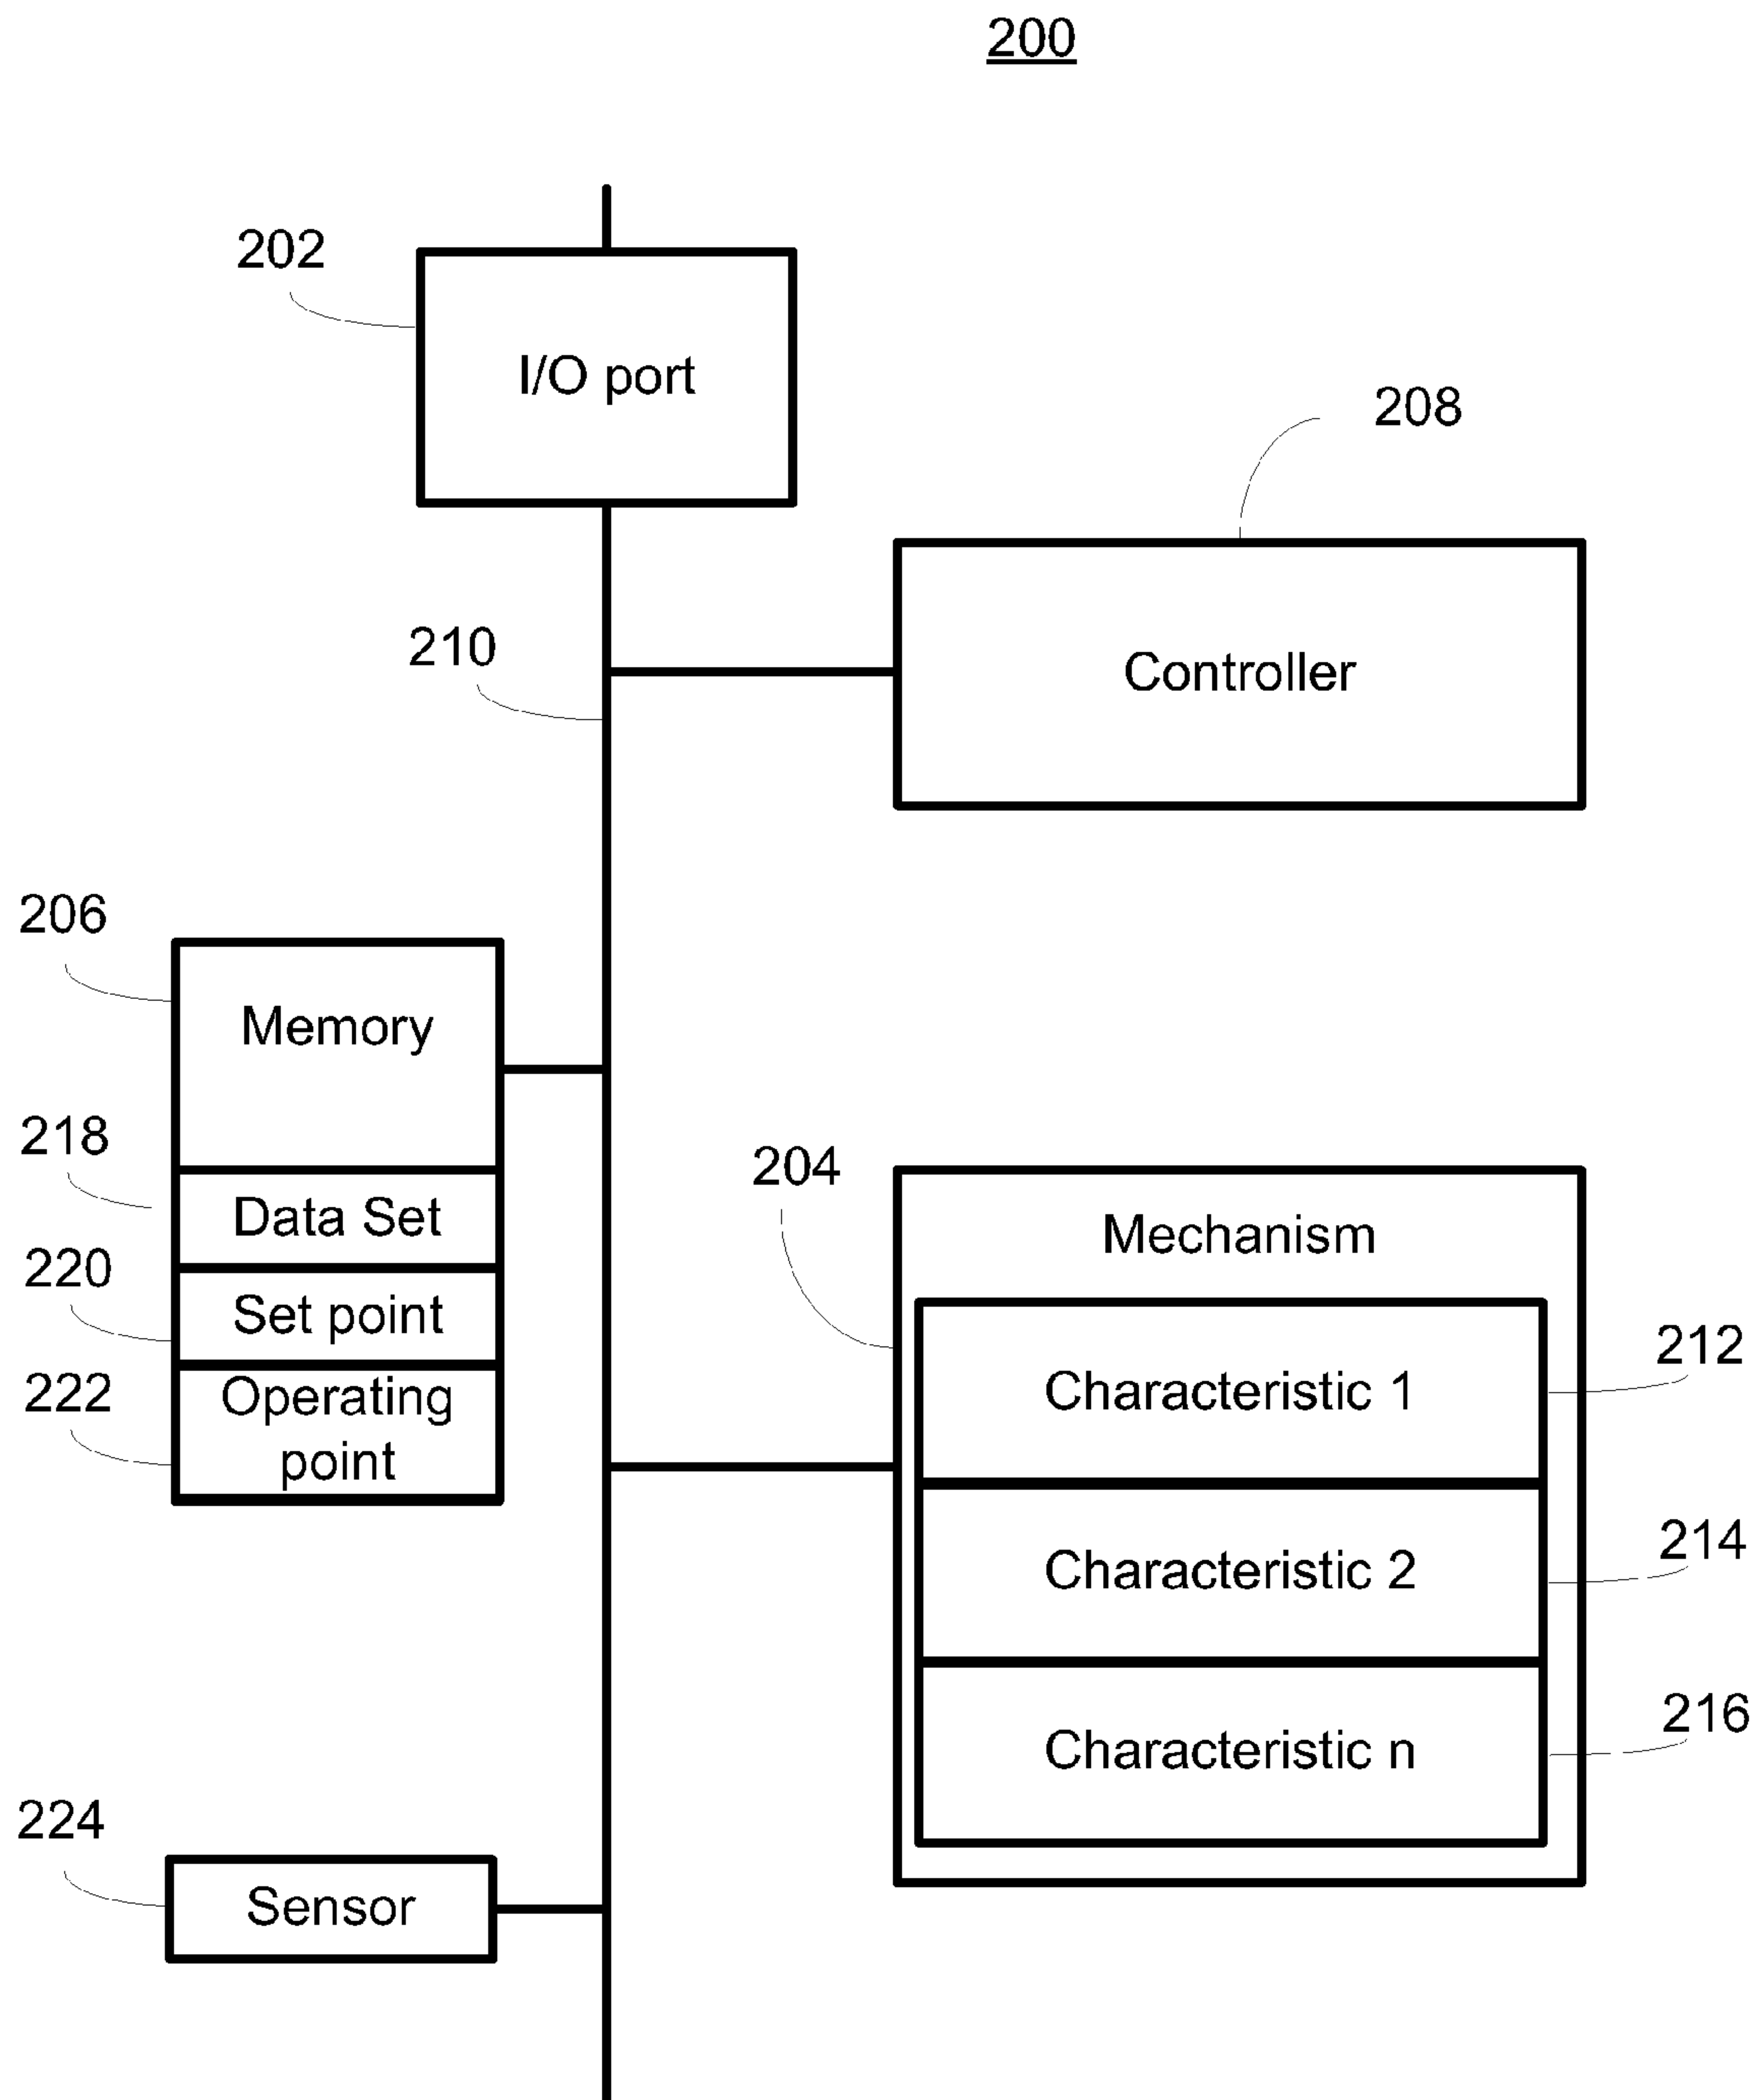 200
202
I/O port
208
210
Controller
206
Memory
218
204
Data Set
Mechanism
220
Set point
212
222
Operating
point
Characteristic 1
214
Characteristic 2
216
Characteristic n
224
Sensor